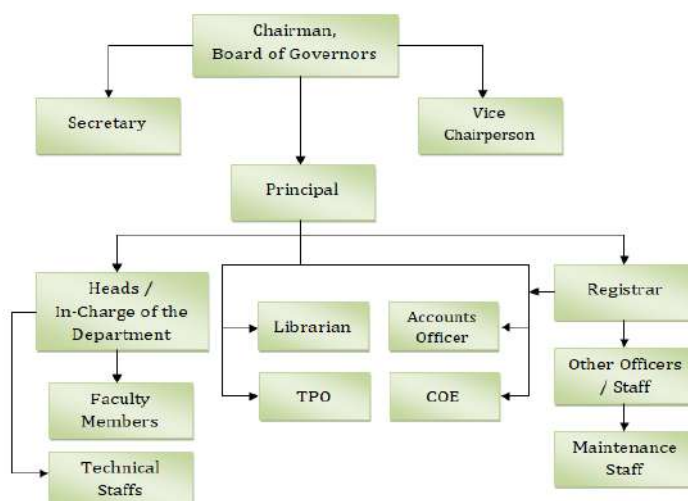 Chairman,
Board of Governors
Secretary
Vice
Chairperson
Principal
Heads /
In-Charge of the
Department
Librarian
Accounts
Officer
Registrar
TPO
COE
Other Officers
/ Staff
Faculty
Members
Maintenance
Staff
Technical
Staffs